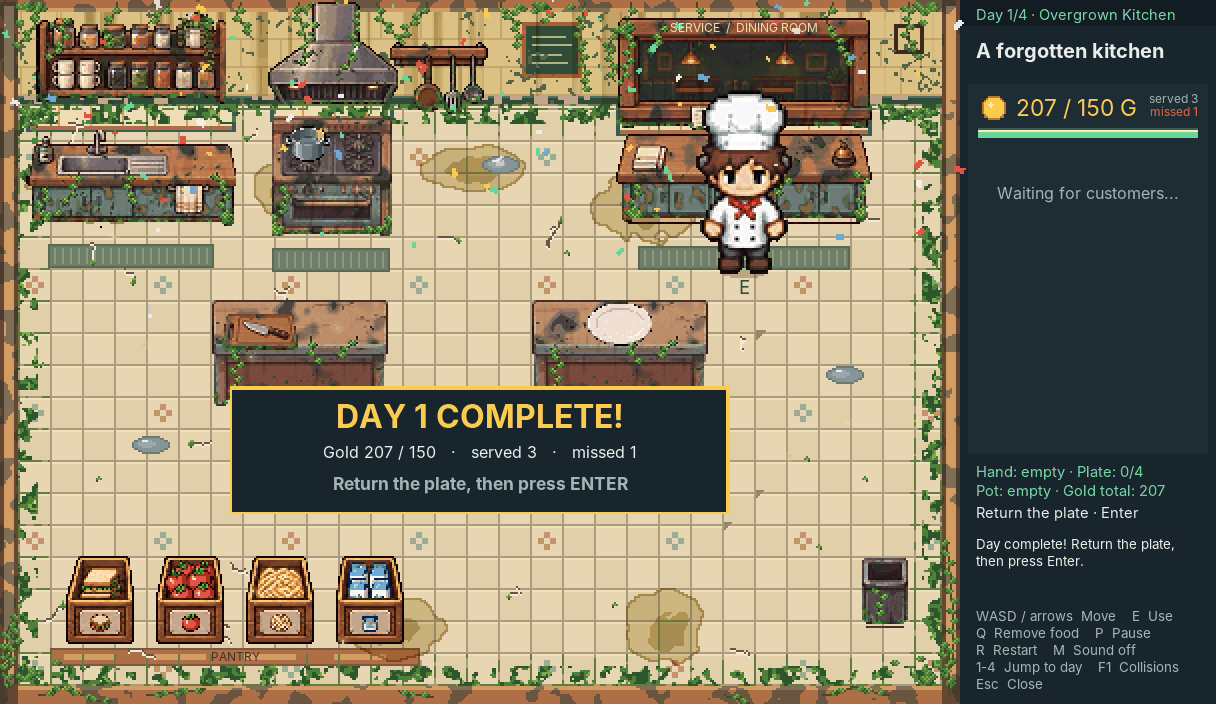 SERVICE / DINING ROOM
E
DAY 1 COMPLETE!
Gold 207 / 150 · served 3 · missed 1
Return the plate, then press ENTER
PANTRY
Day 1/4 · Overgrown Kitchen
A forgotten kitchen
207 / 150 G
served 3
missed 1
Waiting for customers...
Hand: empty · Plate: 0/4
Pot: empty · Gold total: 207
Return the plate · Enter
Day complete! Return the plate,
then press Enter.
WASD / arrows Move E Use
Q Remove food P Pause
R Restart M Sound off
1-4 Jump to day F1 Collisions
Esc Close